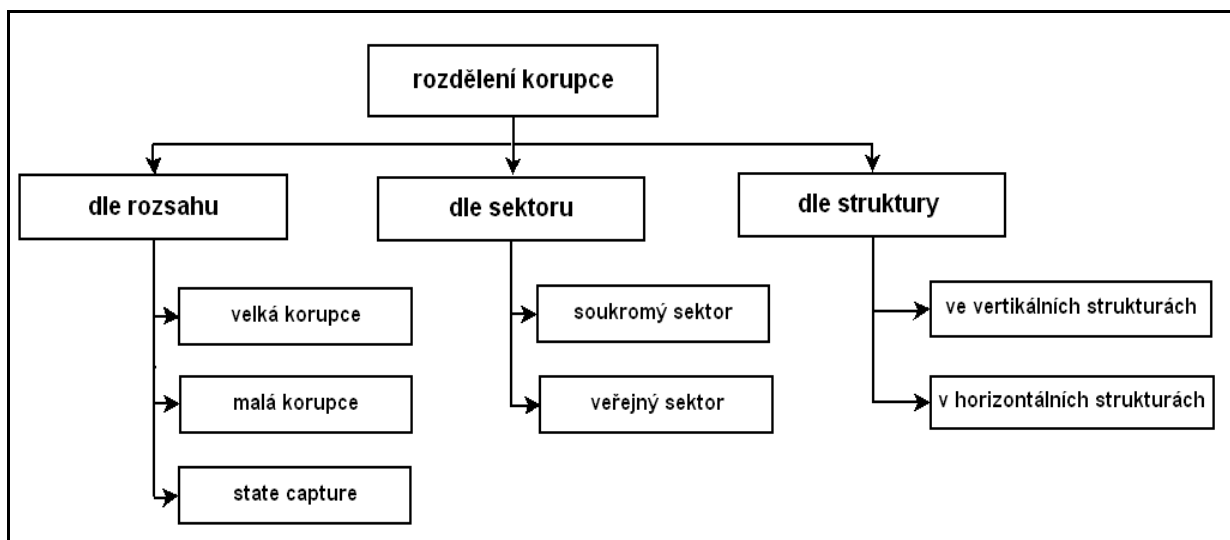 rozdělení korupce
dle rozsahu
velká korupce
malá korupce
state capture
dle sektoru
soukromý sektor
veřejný sektor
dle struktury
ve vertikálních strukturách
v horizontálních strukturách